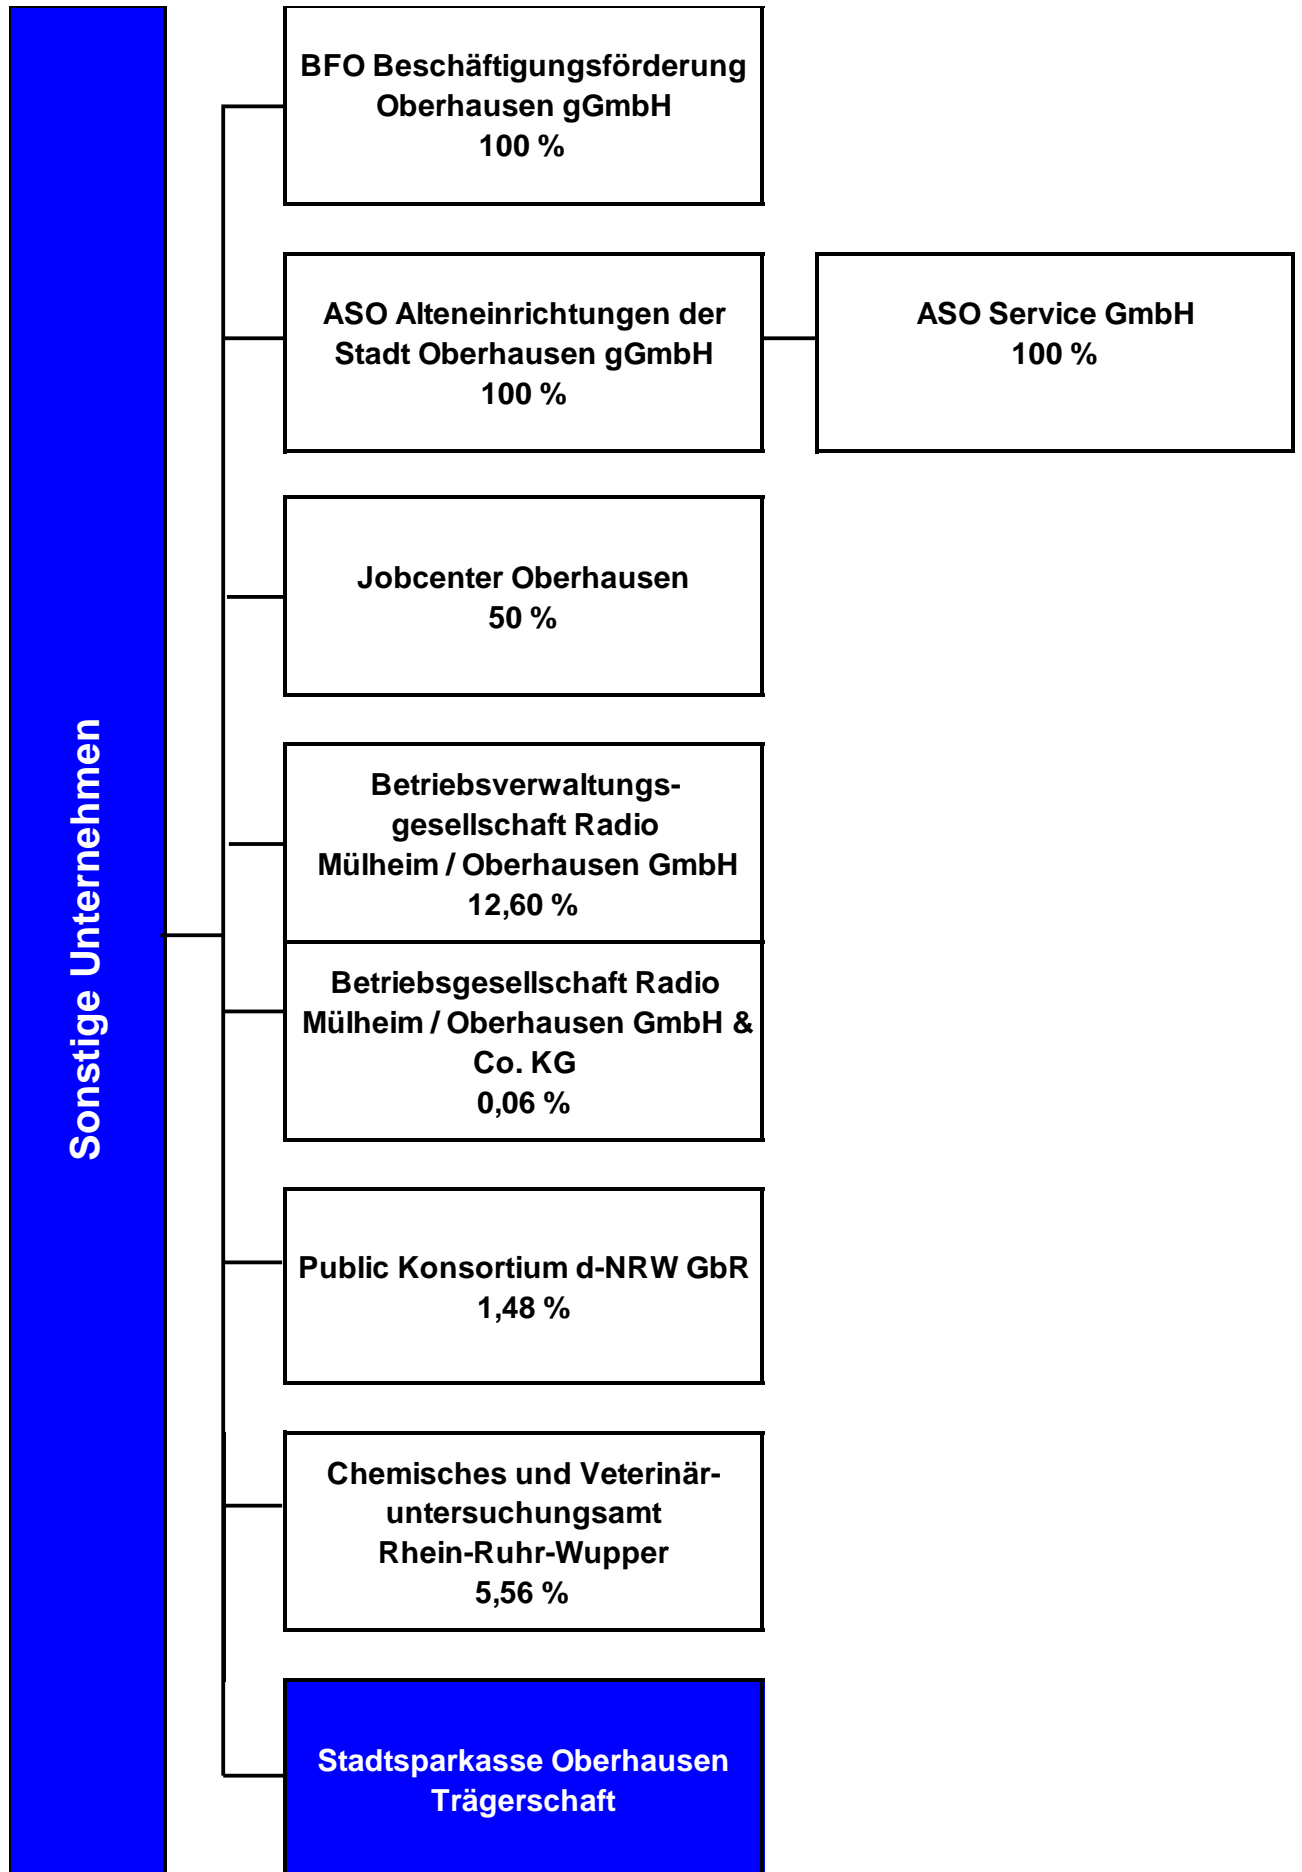 Sonstige Unternehmen
BFO Beschäftigungsförderung
Oberhausen gGmbH
100 %
ASO Alteneinrichtungen der
Stadt Oberhausen gGmbH
100 %
ASO Service GmbH
100 %
Jobcenter Oberhausen
50 %
Betriebsverwaltungs-
gesellschaft Radio
Mülheim / Oberhausen GmbH
12,60 %
Betriebsgesellschaft Radio
Mülheim / Oberhausen GmbH &
Co. KG
0,06 %
Public Konsortium d-NRW GbR
1,48 %
Chemisches und Veterinär-
untersuchungsamt
Rhein-Ruhr-Wupper
5,56 %
Stadtsparkasse Oberhausen
Trägerschaft